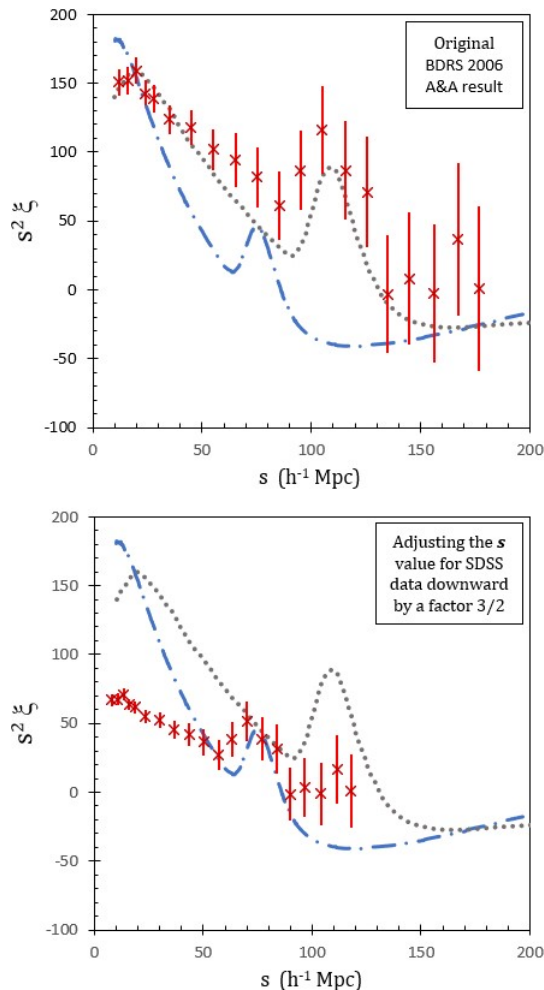 200
150
100
50
0
-50
-100
s² ξ
Original
BDRS 2006
A&A result
0 50 100 150 200
s (h⁻¹ Mpc)
200
150
100
50
0
-50
-100
s² ξ
Adjusting the s
value for SDSS
data downward
by a factor 3/2
0 50 100 150 200
s (h⁻¹ Mpc)